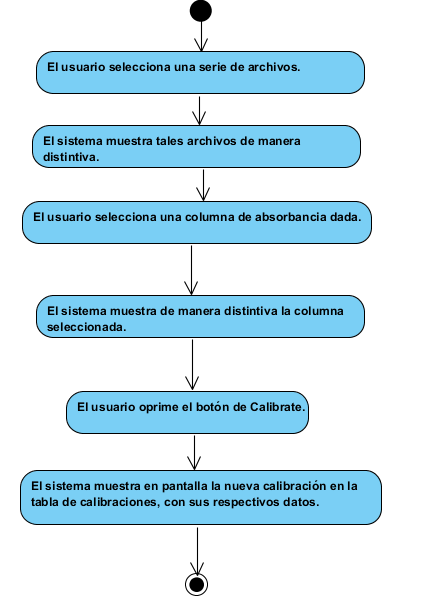 El usuario selecciona una serie de archivos.
El sistema muestra tales archivos de manera
distintiva.
El usuario selecciona una columna de absorbancia dada.
El sistema muestra de manera distintiva la columna
seleccionada.
El usuario oprime el botón de Calibrate.
El sistema muestra en pantalla la nueva calibración en la
tabla de calibraciones, con sus respectivos datos.